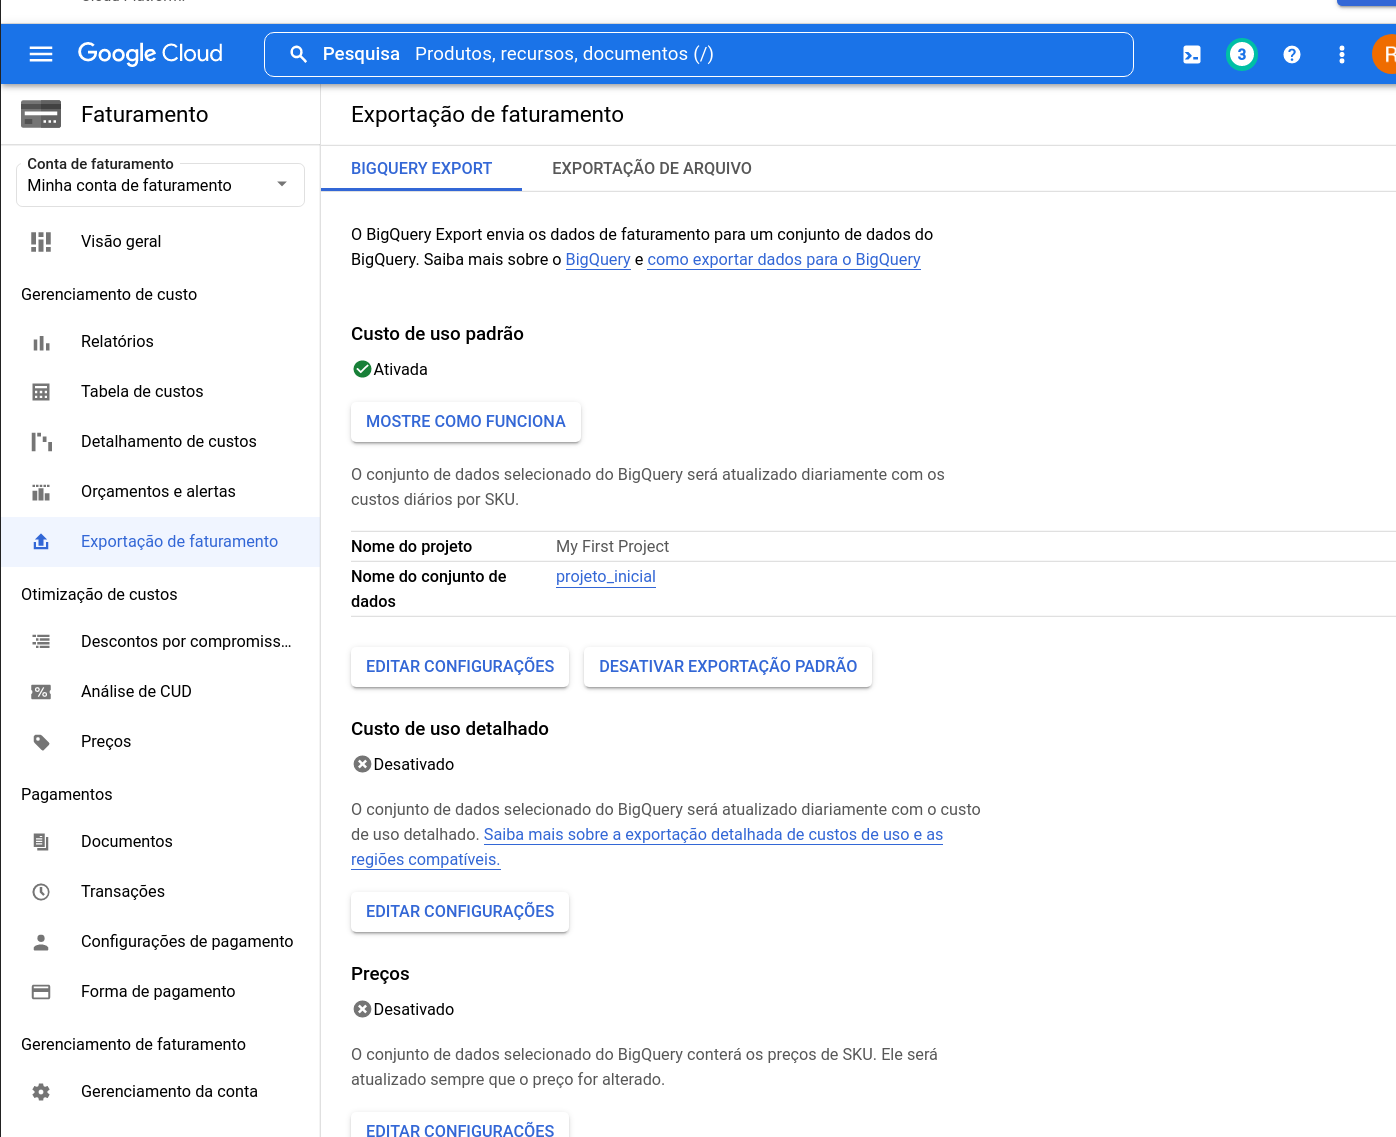 Google Cloud
Pesquisa Produtos, recursos, documentos (/)
3
R
Faturamento
Conta de faturamento
Minha conta de faturamento
Visão geral
Gerenciamento de custo
Relatórios
Tabela de custos
Detalhamento de custos
Orçamentos e alertas
Exportação de faturamento
Otimização de custos
Descontos por compromiss...
Análise de CUD
Preços
Pagamentos
Documentos
Transações
Configurações de pagamento
Forma de pagamento
Gerenciamento de faturamento
Gerenciamento da conta
Exportação de faturamento
BIGQUERY EXPORT
EXPORTAÇÃO DE ARQUIVO
O BigQuery Export envia os dados de faturamento para um conjunto de dados do
BigQuery. Saiba mais sobre o BigQuery e como exportar dados para o BigQuery
Custo de uso padrão
Ativada
MOSTRE COMO FUNCIONA
O conjunto de dados selecionado do BigQuery será atualizado diariamente com os
custos diários por SKU.
Nome do projeto My First Project
Nome do conjunto de projeto_inicial
dados
EDITAR CONFIGURAÇÕES DESATIVAR EXPORTAÇÃO PADRÃO
Custo de uso detalhado
Desativado
O conjunto de dados selecionado do BigQuery será atualizado diariamente com o custo
de uso detalhado. Saiba mais sobre a exportação detalhada de custos de uso e as
regiões compatíveis.
EDITAR CONFIGURAÇÕES
Preços
Desativado
O conjunto de dados selecionado do BigQuery conterá os preços de SKU. Ele será
atualizado sempre que o preço for alterado.
EDITAR CONFIGURAÇÕES